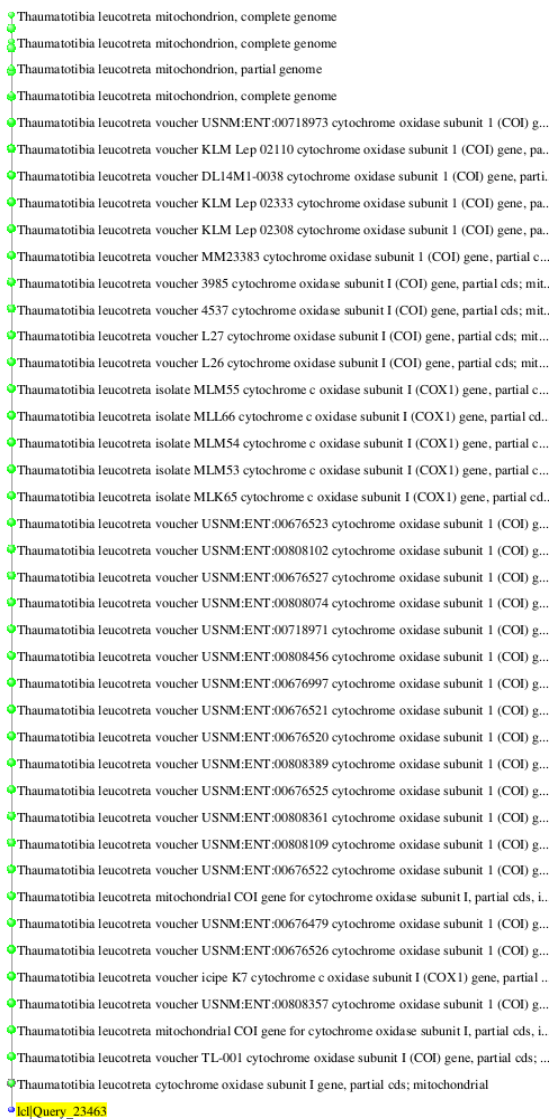 Thaumatotibia leucotreta mitochondrion, complete genome
Thaumatotibia leucotreta mitochondrion, complete genome
Thaumatotibia leucotreta mitochondrion, partial genome
Thaumatotibia leucotreta mitochondrion, complete genome
Thaumatotibia leucotreta voucher USNM:ENT:00718973 cytochrome oxidase subunit 1 (COI) g...
Thaumatotibia leucotreta voucher KLM Lep 02110 cytochrome oxidase subunit 1 (COI) gene, pa..
Thaumatotibia leucotreta voucher DL14M1-0038 cytochrome oxidase subunit 1 (COI) gene, parti.
Thaumatotibia leucotreta voucher KLM Lep 02333 cytochrome oxidase subunit 1 (COI) gene, pa..
Thaumatotibia leucotreta voucher KLM Lep 02308 cytochrome oxidase subunit 1 (COI) gene, pa..
Thaumatotibia leucotreta voucher MM23383 cytochrome oxidase subunit 1 (COI) gene, partial c...
Thaumatotibia leucotreta voucher 3985 cytochrome oxidase subunit I (COI) gene, partial cds; mit..
Thaumatotibia leucotreta voucher 4537 cytochrome oxidase subunit I (COI) gene, partial cds; mit..
Thaumatotibia leucotreta voucher L27 cytochrome oxidase subunit I (COI) gene, partial cds; mit...
Thaumatotibia leucotreta voucher L26 cytochrome oxidase subunit I (COI) gene, partial cds; mit...
Thaumatotibia leucotreta isolate MLM55 cytochrome c oxidase subunit I (COX1) gene, partial c...
Thaumatotibia leucotreta isolate MLL66 cytochrome c oxidase subunit I (COX1) gene, partial cd...
Thaumatotibia leucotreta isolate MLM54 cytochrome c oxidase subunit I (COX1) gene, partial c...
Thaumatotibia leucotreta isolate MLM53 cytochrome c oxidase subunit I (COX1) gene, partial c...
Thaumatotibia leucotreta isolate MLK65 cytochrome c oxidase subunit I (COX1) gene, partial cd..
Thaumatotibia leucotreta voucher USNM:ENT:00676523 cytochrome oxidase subunit 1 (COI) g...
Thaumatotibia leucotreta voucher USNM:ENT:00808102 cytochrome oxidase subunit 1 (COI) g...
Thaumatotibia leucotreta voucher USNM:ENT:00676527 cytochrome oxidase subunit 1 (COI) g...
Thaumatotibia leucotreta voucher USNM:ENT:00808074 cytochrome oxidase subunit 1 (COI) g...
Thaumatotibia leucotreta voucher USNM:ENT:00718971 cytochrome oxidase subunit 1 (COI) g...
Thaumatotibia leucotreta voucher USNM:ENT:00808456 cytochrome oxidase subunit 1 (COI) g...
Thaumatotibia leucotreta voucher USNM:ENT:00676997 cytochrome oxidase subunit 1 (COI) g...
Thaumatotibia leucotreta voucher USNM:ENT:00676521 cytochrome oxidase subunit 1 (COI) g...
Thaumatotibia leucotreta voucher USNM:ENT:00676520 cytochrome oxidase subunit 1 (COI) g...
Thaumatotibia leucotreta voucher USNM:ENT:00808389 cytochrome oxidase subunit 1 (COI) g...
Thaumatotibia leucotreta voucher USNM:ENT:00676525 cytochrome oxidase subunit 1 (COI) g...
Thaumatotibia leucotreta voucher USNM:ENT:00808361 cytochrome oxidase subunit 1 (COI) g...
Thaumatotibia leucotreta voucher USNM:ENT:00808109 cytochrome oxidase subunit 1 (COI) g...
Thaumatotibia leucotreta voucher USNM:ENT:00676522 cytochrome oxidase subunit 1 (COI) g...
Thaumatotibia leucotreta mitochondrial COI gene for cytochrome oxidase subunit I, partial cds, i..
Thaumatotibia leucotreta voucher USNM:ENT:00676479 cytochrome oxidase subunit 1 (COI) g...
Thaumatotibia leucotreta voucher USNM:ENT:00676526 cytochrome oxidase subunit 1 (COI) g...
Thaumatotibia leucotreta voucher icipe K7 cytochrome c oxidase subunit I (COX1) gene, partial ..
Thaumatotibia leucotreta voucher USNM:ENT:00808357 cytochrome oxidase subunit 1 (COI) g...
Thaumatotibia leucotreta mitochondrial COI gene for cytochrome oxidase subunit I, partial cds, i..
Thaumatotibia leucotreta voucher TL-001 cytochrome oxidase subunit I (COI) gene, partial cds; ...
Thaumatotibia leucotreta cytochrome oxidase subunit I gene, partial cds; mitochondrial
lcl|Query_23463